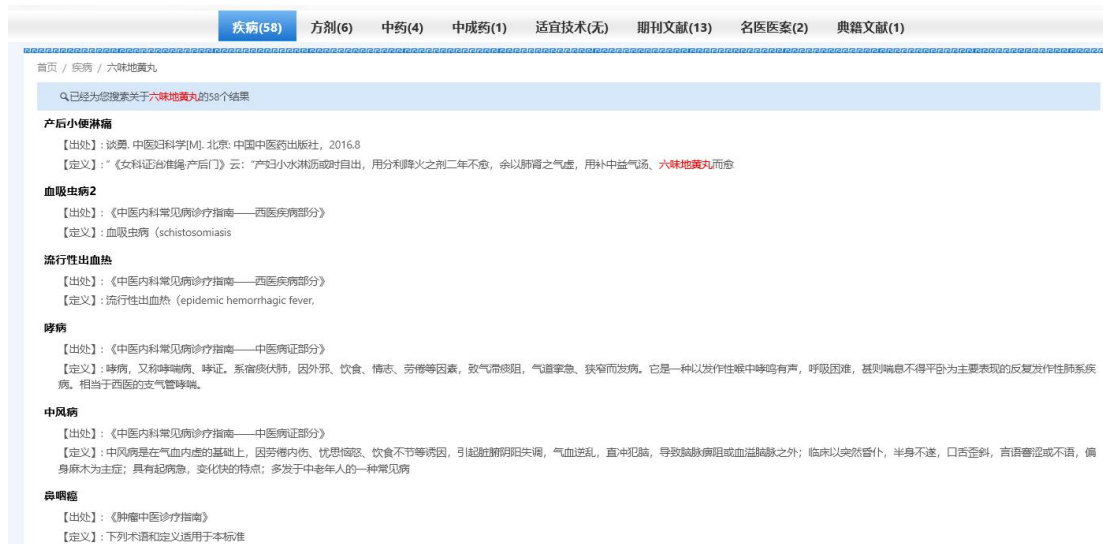 疾病(58) 方剂(6) 中药(4) 中成药(1) 适宜技术(无) 期刊文献(13) 名医医案(2) 典籍文献(1)
首页 / 疾病 / 六味地黄丸
已经为您搜索关于六味地黄丸的58个结果
产后小便淋痛
【出处】：谈勇. 中医妇科学[M]. 北京: 中国中医药出版社，2016.8
【定义】："《女科证治准绳·产后门》云："产妇小水淋沥或时自出，用分利降火之剂二年不愈，余以肺肾之气虚，用补中益气汤、六味地黄丸而愈
血吸虫病2
【出处】：《中医内科常见病诊疗指南——西医疾病部分》
【定义】：血吸虫病（schistosomiasis
流行性出血热
【出处】：《中医内科常见病诊疗指南——西医疾病部分》
【定义】：流行性出血热（epidemic hemorrhagic fever,
哮病
【出处】：《中医内科常见病诊疗指南——中医病证部分》
【定义】：哮病，又称哮喘病、哮证。系宿痰伏肺，因外邪、饮食、情志、劳倦等因素，致气滞痰阻，气道挛急、狭窄而发病。它是一种以发作性喉中哮鸣有声，呼吸困难，甚则喘息不得平卧为主要表现的反复发作性肺系疾
病。相当于西医的支气管哮喘。
中风病
【出处】：《中医内科常见病诊疗指南——中医病证部分》
【定义】：中风病是在气血内虚的基础上，因劳倦内伤、忧思恼怒、饮食不节等诱因，引起脏腑阴阳失调，气血逆乱，直冲犯脑，导致脑脉痹阻或血溢脑脉之外；临床以突然昏仆，半身不遂，口舌歪斜，言语謇涩或不语，偏
身麻木为主症；具有起病急，变化快的特点；多发于中老年人的一种常见病
鼻咽癌
【出处】：《肿瘤中医诊疗指南》
【定义】：下列术语和定义适用于本标准